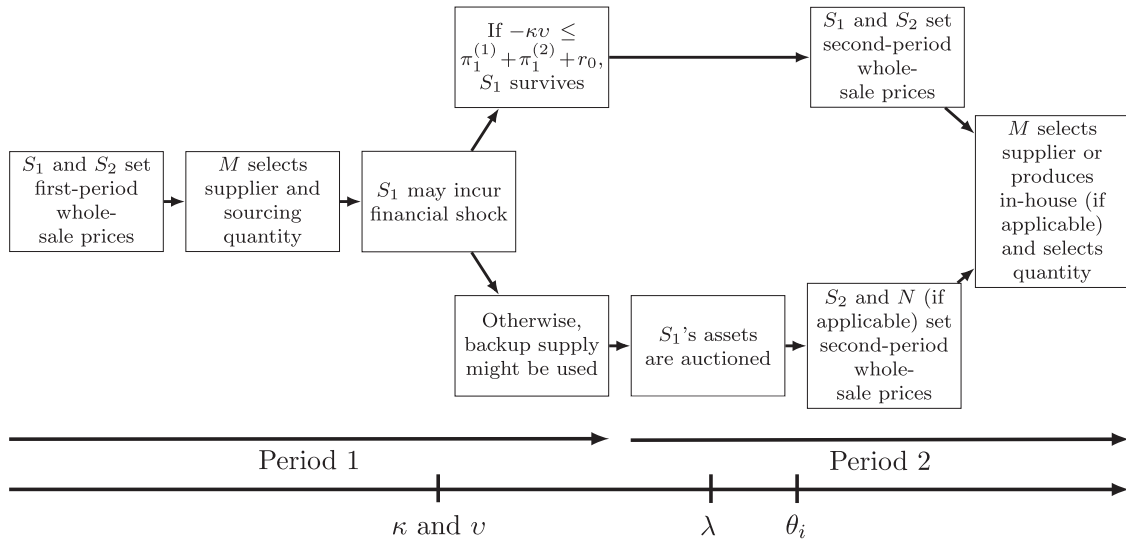 If −κυ ≤
π₁⁽¹⁾+π₁⁽²⁾+r₀,
S₁ survives
S₁ and S₂ set
second-period
whole-
sale prices
S₁ and S₂ set
first-period
whole-
sale prices
M selects
supplier and
sourcing
quantity
S₁ may incur
financial shock
M selects
supplier or
produces
in-house (if
applicable)
and selects
quantity
Otherwise,
backup supply
might be used
S₁'s assets
are auctioned
S₂ and N (if
applicable) set
second-period
whole-
sale prices
Period 1
Period 2
κ and υ
λ
θᵢ